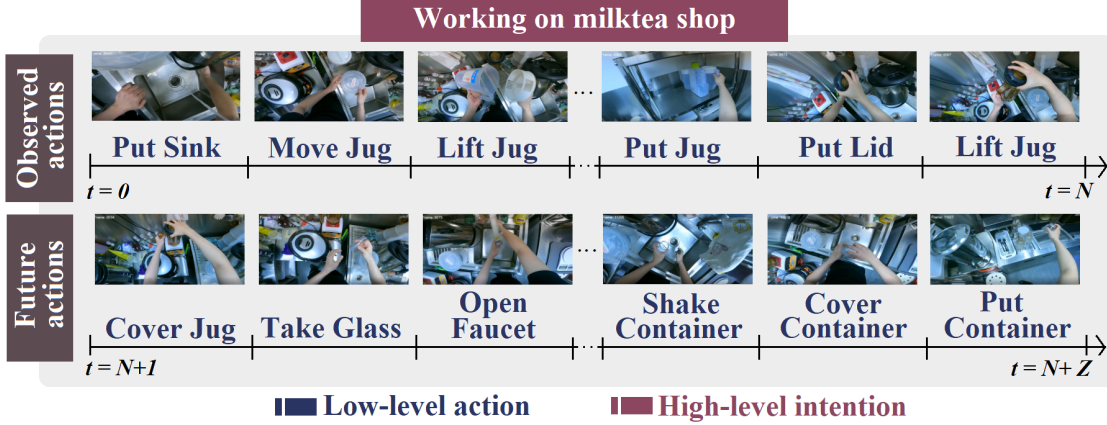 Working on milktea shop
Observed
actions
Put Sink
Move Jug
Lift Jug
...
Put Jug
Put Lid
Lift Jug
...
t = 0
t = N
Future
actions
Cover Jug
Take Glass
Open
Faucet
...
Shake
Container
Cover
Container
Put
Container
...
t = N+1
t = N+ Z
Low-level action
High-level intention